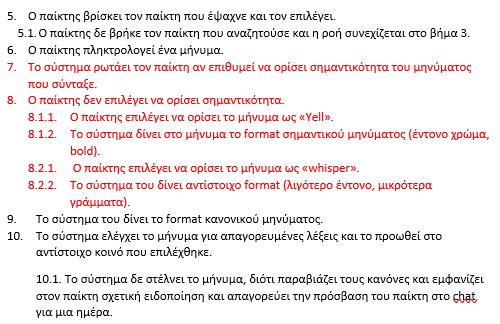 5. Ο παίκτης βρίσκει τον παίκτη που έψαχνε και τον επιλέγει.
5.1. Ο παίκτης δε βρήκε τον παίκτη που αναζητούσε και η ροή συνεχίζεται στο βήμα 3.
6. Ο παίκτης πληκτρολογεί ένα μήνυμα.
7. Το σύστημα ρωτάει τον παίκτη αν επιθυμεί να ορίσει σημαντικότητα του μηνύματος
που σύνταξε.
8. Ο παίκτης δεν επιλέγει να ορίσει σημαντικότητα.
8.1.1. Ο παίκτης επιλέγει να ορίσει το μήνυμα ως «Yell».
8.1.2. Το σύστημα δίνει στο μήνυμα το format σημαντικού μηνύματος (έντονο χρώμα,
bold).
8.2.1. Ο παίκτης επιλέγει να ορίσει το μήνυμα ως «whisper».
8.2.2. Το σύστημα του δίνει αντίστοιχο format (λιγότερο έντονο, μικρότερα
γράμματα).
9. Το σύστημα του δίνει το format κανονικού μηνύματος.
10. Το σύστημα ελέγχει το μήνυμα για απαγορευμένες λέξεις και το προωθεί στο
αντίστοιχο κοινό που επιλέχθηκε.
10.1. Το σύστημα δε στέλνει το μήνυμα, διότι παραβιάζει τους κανόνες και εμφανίζει
στον παίκτη σχετική ειδοποίηση και απαγορεύει την πρόσβαση του παίκτη στο chat
για μια ημέρα.